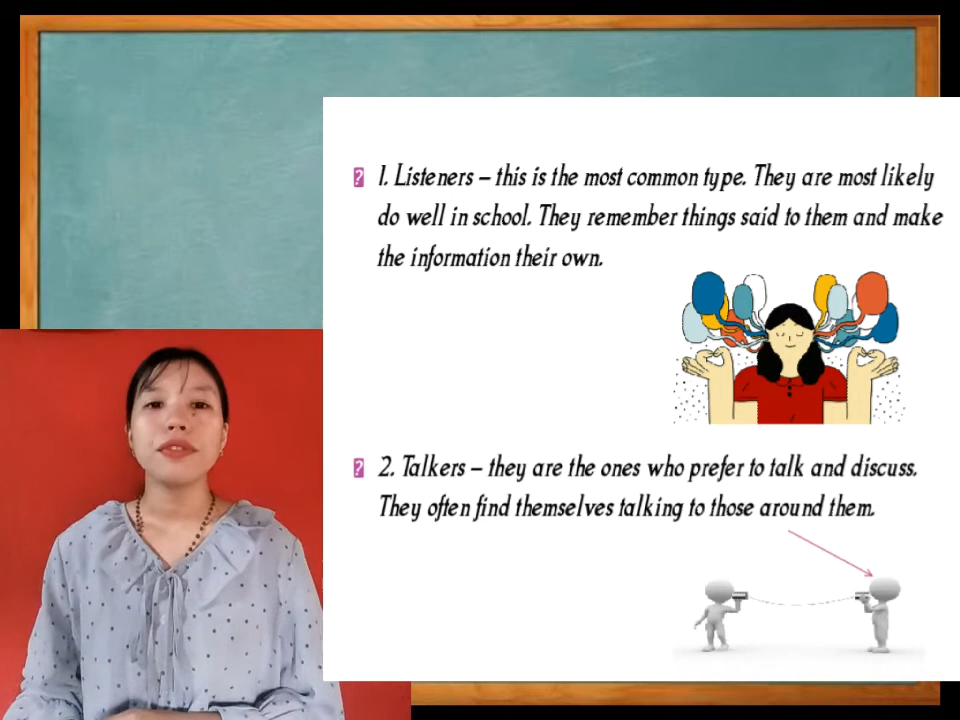 1. Listeners – this is the most common type. They are most likely
do well in school. They remember things said to them and make
the information their own.
2. Talkers – they are the ones who prefer to talk and discuss.
They often find themselves talking to those around them.